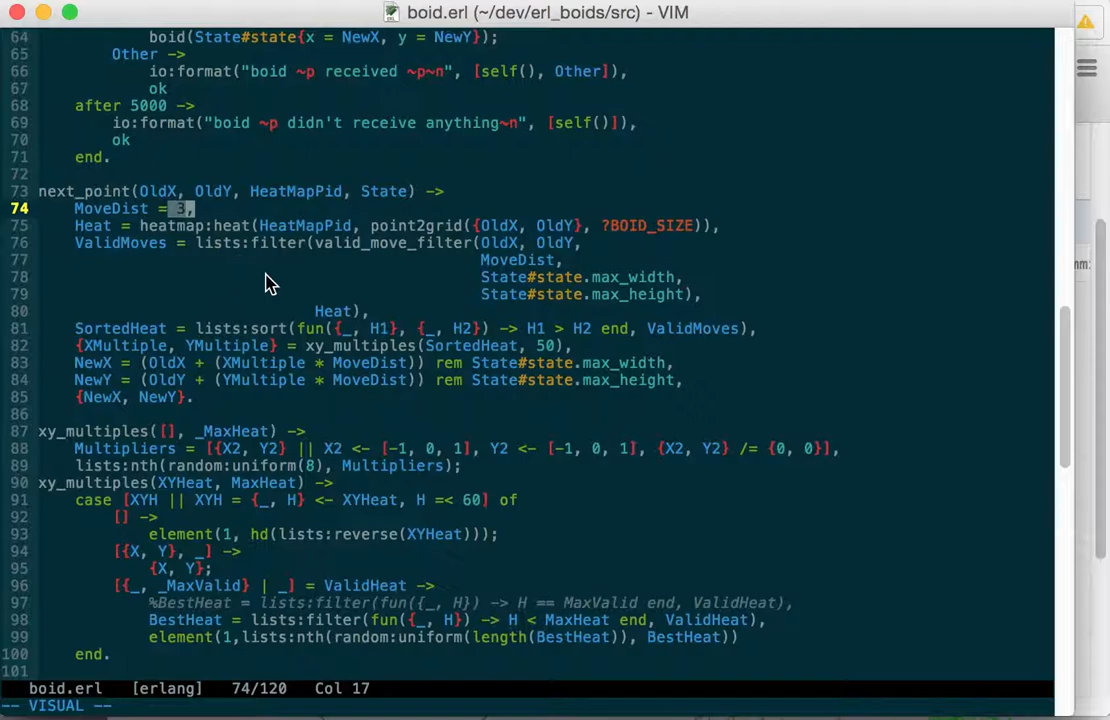 boid.erl (~/dev/erl_boids/src) - VIM
64             boid(State#state{x = NewX, y = NewY});
65         Other ->
66             io:format("boid ~p received ~p~n", [self(), Other]),
67             ok
68     after 5000 ->
69         io:format("boid ~p didn't receive anything~n", [self()]),
70         ok
71     end.
72
73 next_point(OldX, OldY, HeatMapPid, State) ->
74     MoveDist = 3,
75     Heat = heatmap:heat(HeatMapPid, point2grid({OldX, OldY}, ?BOID_SIZE)),
76     ValidMoves = lists:filter(valid_move_filter(OldX, OldY,
77                                                 MoveDist,
78                                                 State#state.max_width,
79                                                 State#state.max_height),
80                               Heat),
81     SortedHeat = lists:sort(fun({_, H1}, {_, H2}) -> H1 > H2 end, ValidMoves),
82     {XMultiple, YMultiple} = xy_multiples(SortedHeat, 50),
83     NewX = (OldX + (XMultiple * MoveDist)) rem State#state.max_width,
84     NewY = (OldY + (YMultiple * MoveDist)) rem State#state.max_height,
85     {NewX, NewY}.
86
87 xy_multiples([], _MaxHeat) ->
88     Multipliers = [{X2, Y2} || X2 <- [-1, 0, 1], Y2 <- [-1, 0, 1], {X2, Y2} /= {0, 0}],
89     lists:nth(random:uniform(8), Multipliers);
90 xy_multiples(XYHeat, MaxHeat) ->
91     case [XYH || XYH = {_, H} <- XYHeat, H =< 60] of
92         [] ->
93             element(1, hd(lists:reverse(XYHeat)));
94         [{X, Y}, _] ->
95             {X, Y};
96         [{_, _MaxValid} | _] = ValidHeat ->
97             %BestHeat = lists:filter(fun({_, H}) -> H == MaxValid end, ValidHeat),
98             BestHeat = lists:filter(fun({_, H}) -> H < MaxHeat end, ValidHeat),
99             element(1,lists:nth(random:uniform(length(BestHeat)), BestHeat))
100     end.
101
boid.erl   [erlang]   74/120   Col 17
-- VISUAL --